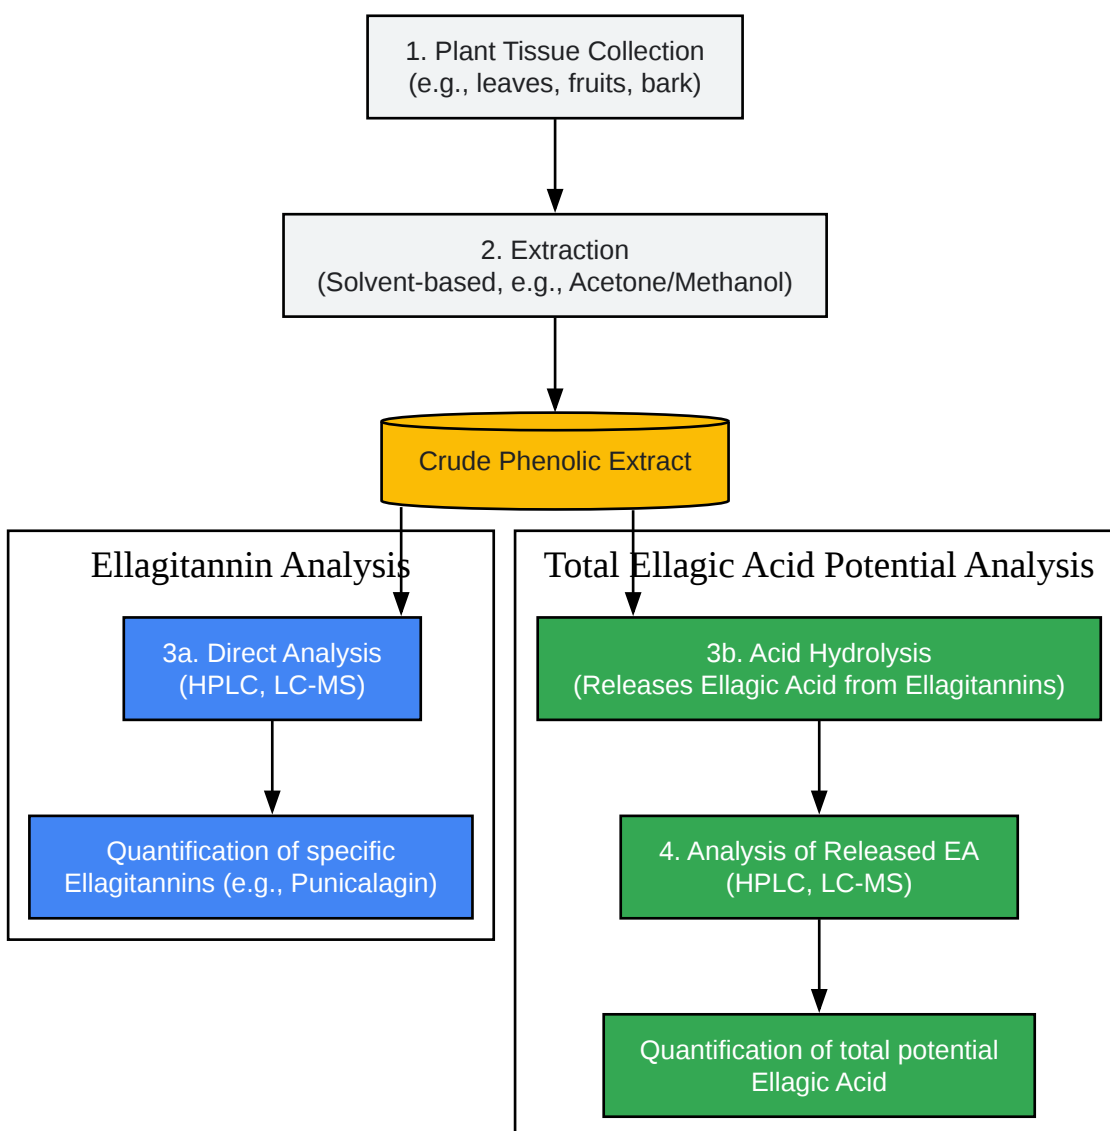 1. Plant Tissue Collection
(e.g., leaves, fruits, bark)
2. Extraction
(Solvent-based, e.g., Acetone/Methanol)
Crude Phenolic Extract
Ellagitannin Analysis
3a. Direct Analysis
(HPLC, LC-MS)
Quantification of specific
Ellagitannins (e.g., Punicalagin)
Total Ellagic Acid Potential Analysis
3b. Acid Hydrolysis
(Releases Ellagic Acid from Ellagitannins)
4. Analysis of Released EA
(HPLC, LC-MS)
Quantification of total potential
Ellagic Acid